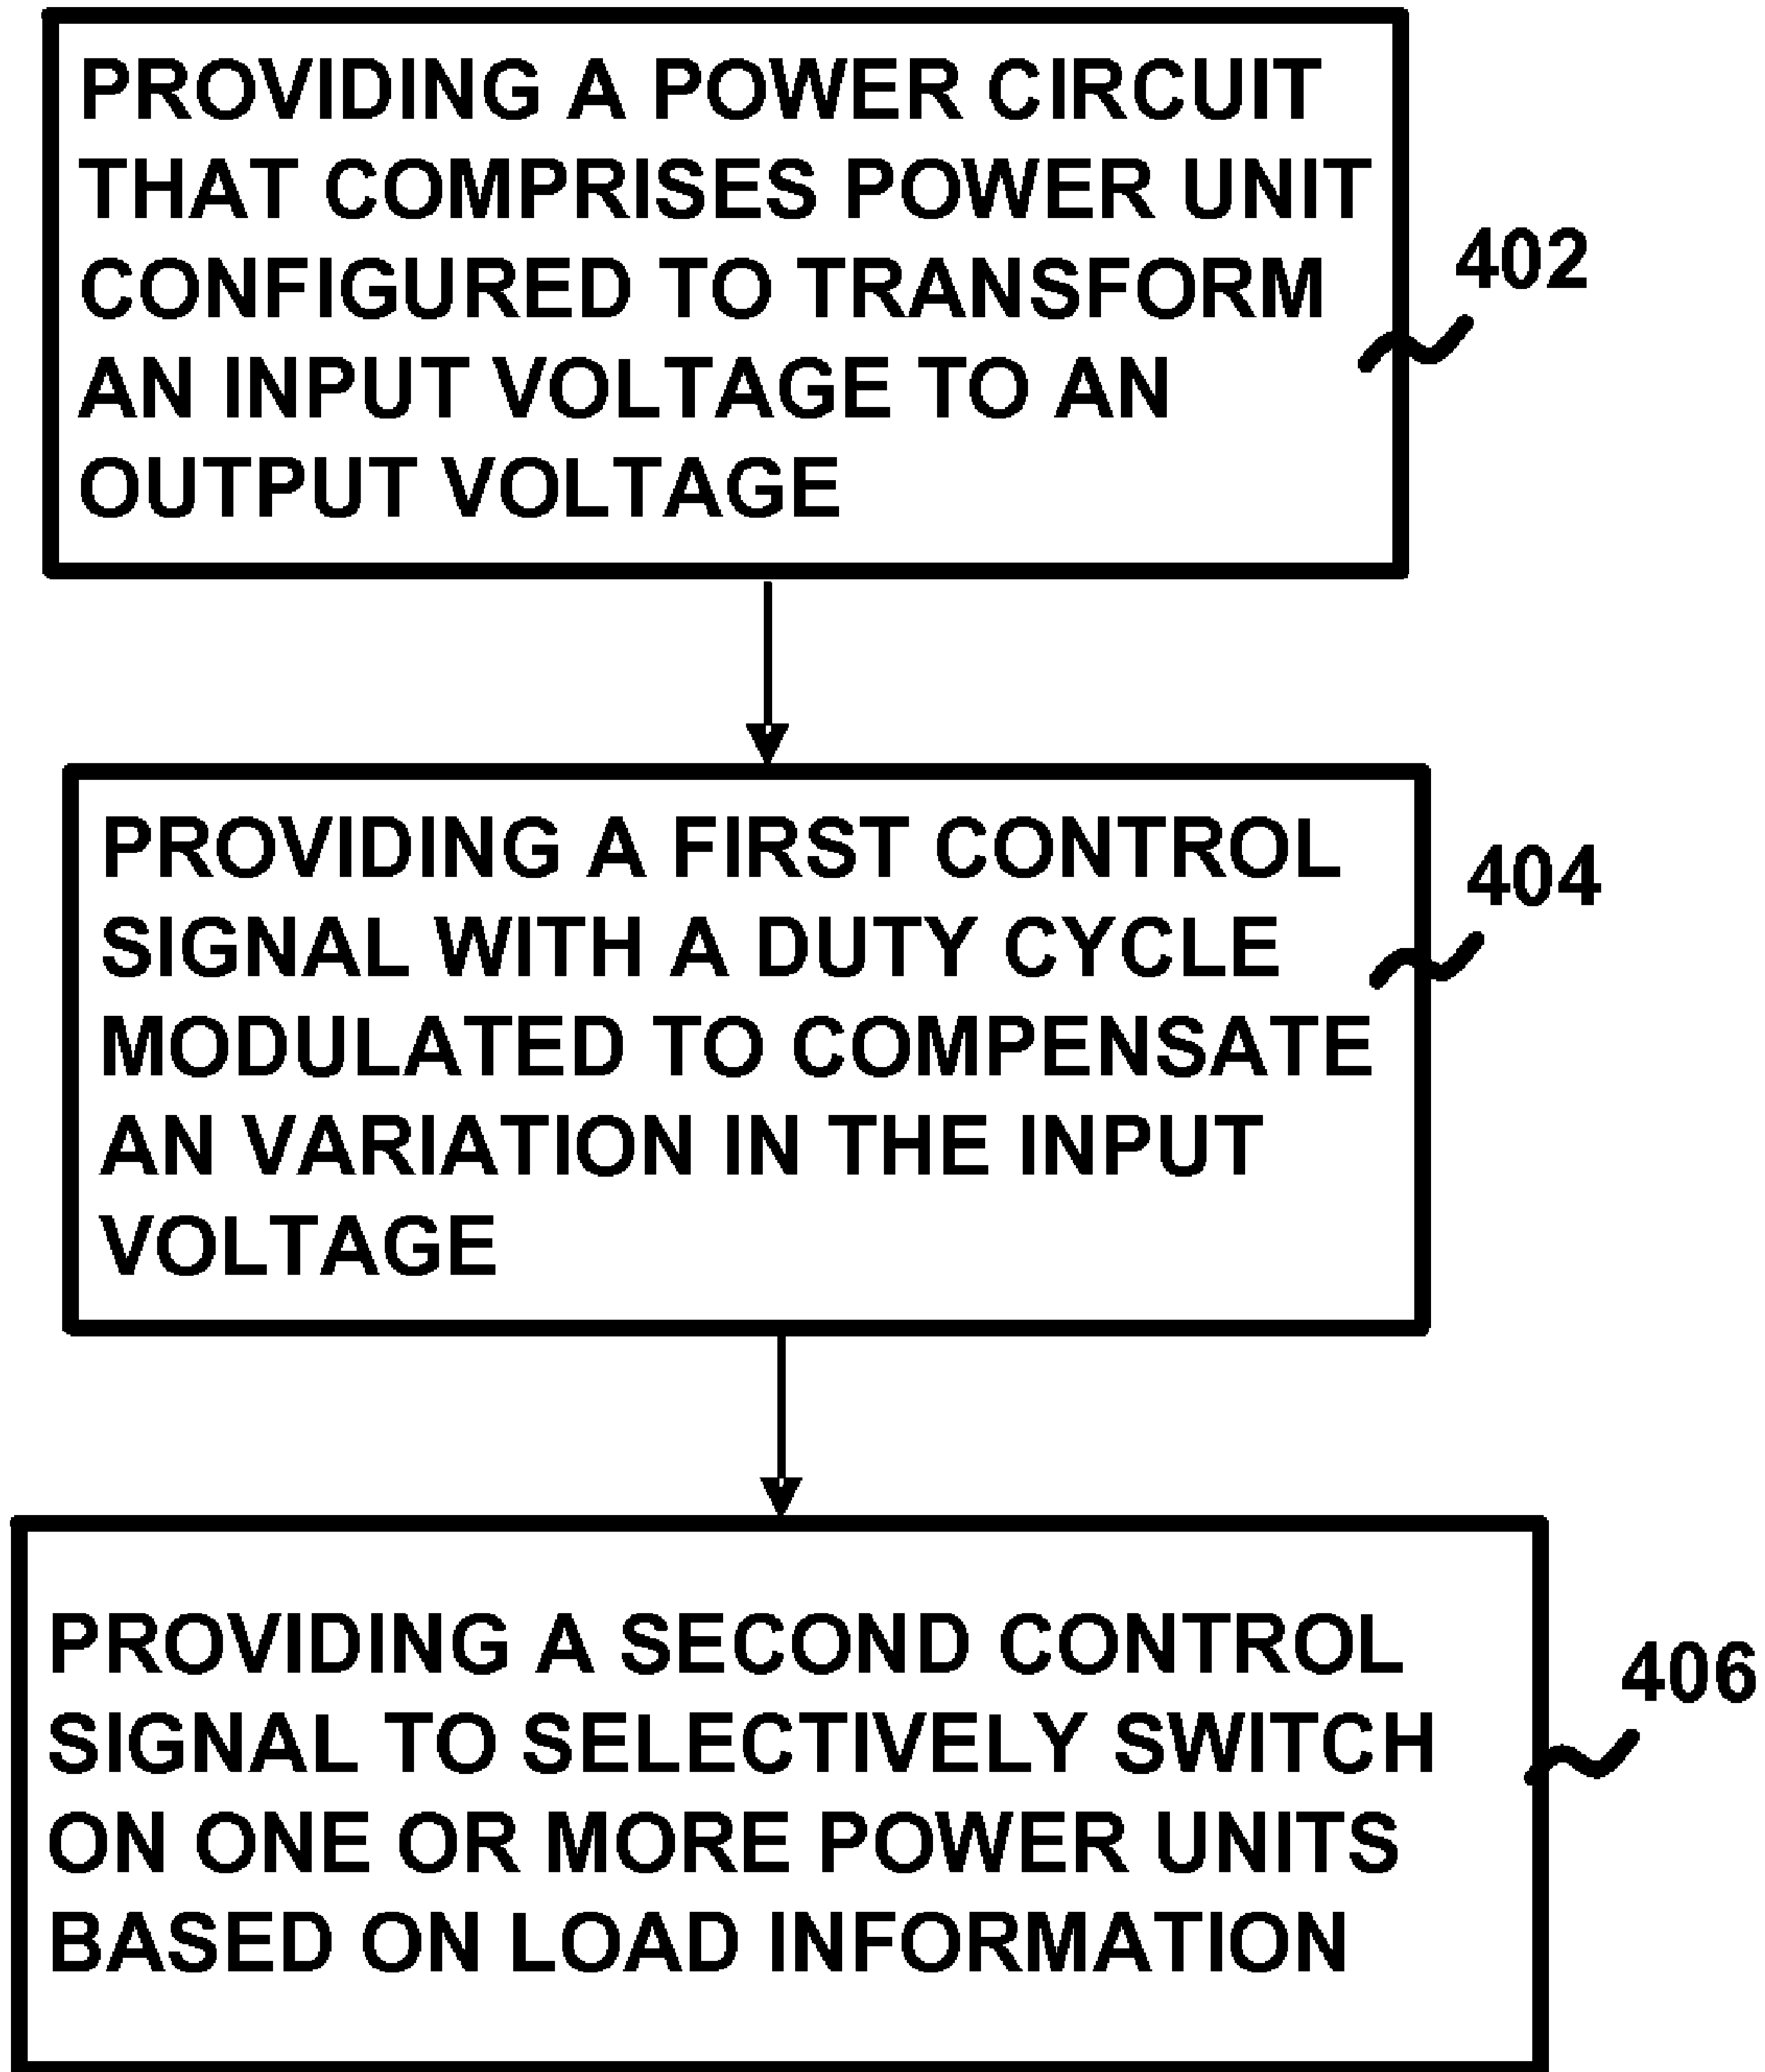 PROVIDING A POWER CIRCUIT
THAT COMPRISES POWER UNIT
CONFIGURED TO TRANSFORM
AN INPUT VOLTAGE TO AN
OUTPUT VOLTAGE
402
PROVIDING A FIRST CONTROL
SIGNAL WITH A DUTY CYCLE
MODULATED TO COMPENSATE
AN VARIATION IN THE INPUT
VOLTAGE
404
PROVIDING A SECOND CONTROL
SIGNAL TO SELECTIVELY SWITCH
ON ONE OR MORE POWER UNITS
BASED ON LOAD INFORMATION
406